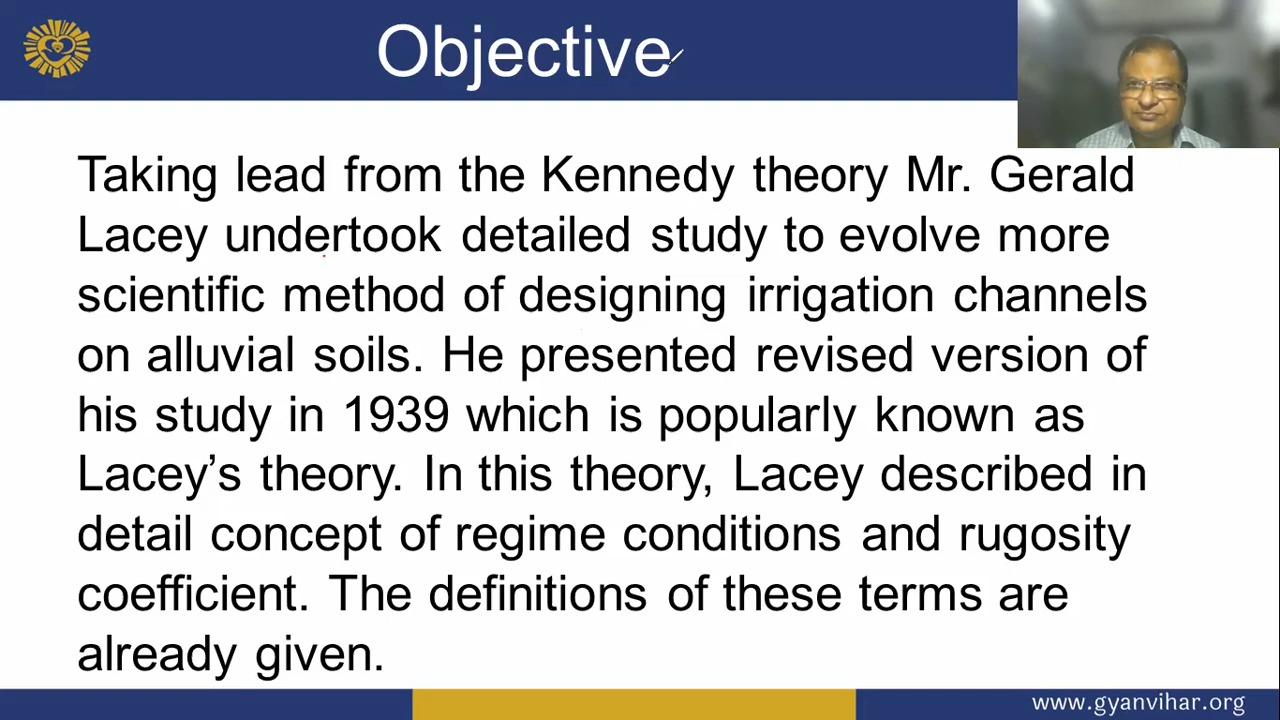 Objective
Taking lead from the Kennedy theory Mr. Gerald
Lacey undertook detailed study to evolve more
scientific method of designing irrigation channels
on alluvial soils. He presented revised version of
his study in 1939 which is popularly known as
Lacey’s theory. In this theory, Lacey described in
detail concept of regime conditions and rugosity
coefficient. The definitions of these terms are
already given.
www.gyanvihar.org